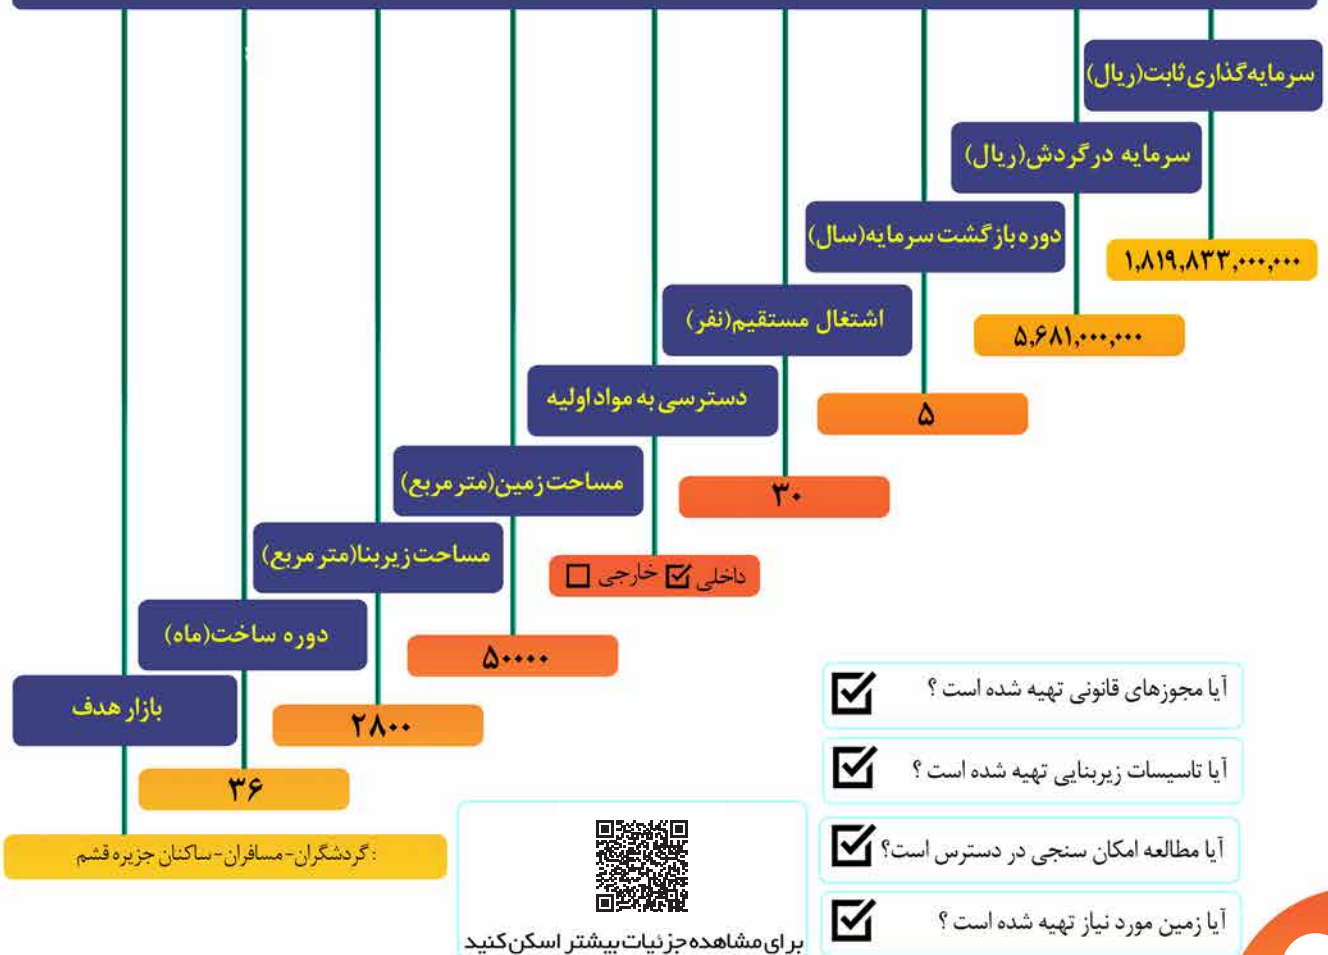 سرمایه‌گذاری ثابت(ریال)
۱,۸۱۹,۸۳۳,۰۰۰,۰۰۰
سرمایه در گردش(ریال)
۵,۶۸۱,۰۰۰,۰۰۰
دوره بازگشت سرمایه(سال)
۵
اشتغال مستقیم(نفر)
۳۰
دسترسی به مواد اولیه
داخلی ☑ خارجی ☐
مساحت زمین(متر مربع)
۵۰۰۰۰
مساحت زیربنا(متر مربع)
۲۸۰۰
دوره ساخت(ماه)
۳۶
بازار هدف
: گردشگران-مسافران-ساکنان جزیره قشم
آیا مجوزهای قانونی تهیه شده است ؟ ☑
آیا تاسیسات زیربنایی تهیه شده است ؟ ☑
آیا مطالعه امکان سنجی در دسترس است؟ ☑
آیا زمین مورد نیاز تهیه شده است ؟ ☑
برای مشاهده جزئیات بیشتر اسکن کنید